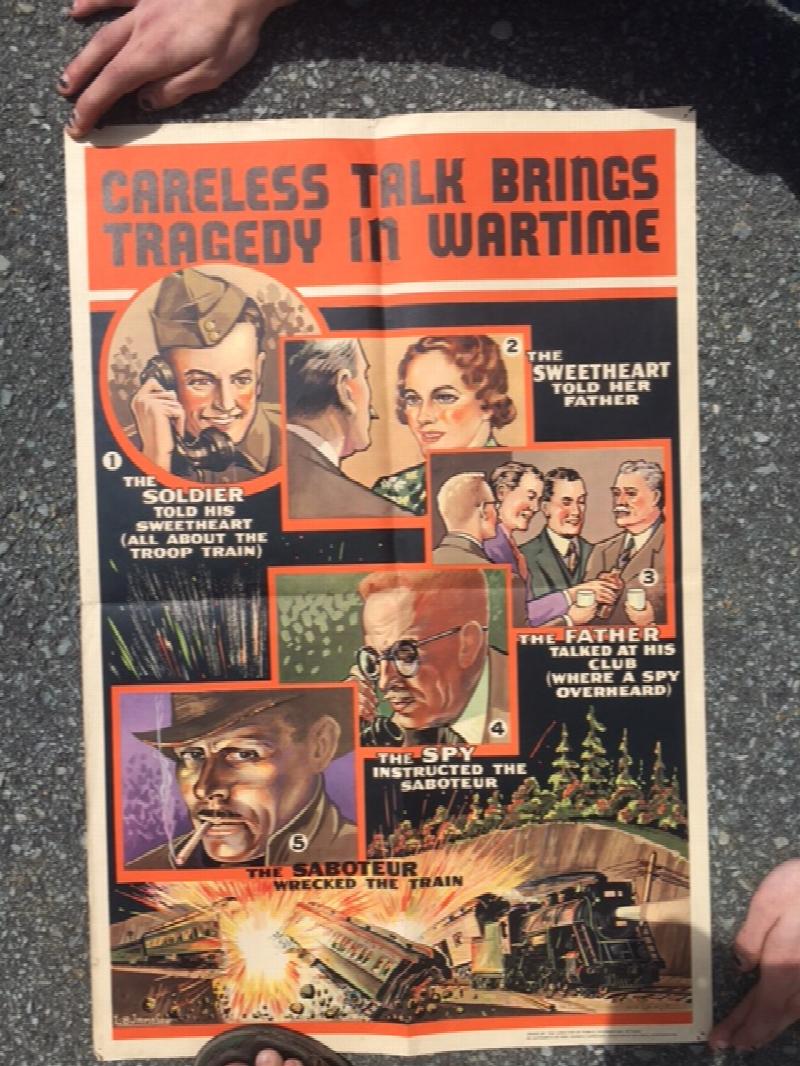 CARELESS TALK BRINGS
TRAGEDY IN WARTIME
1
THE
SOLDIER
TOLD HIS
SWEETHEART
(ALL ABOUT THE
TROOP TRAIN)
2
THE
SWEETHEART
TOLD HER
FATHER
3
THE FATHER
TALKED AT HIS
CLUB
(WHERE A SPY
OVERHEARD)
4
THE SPY
INSTRUCTED THE
SABOTEUR
5
THE SABOTEUR
WRECKED THE TRAIN